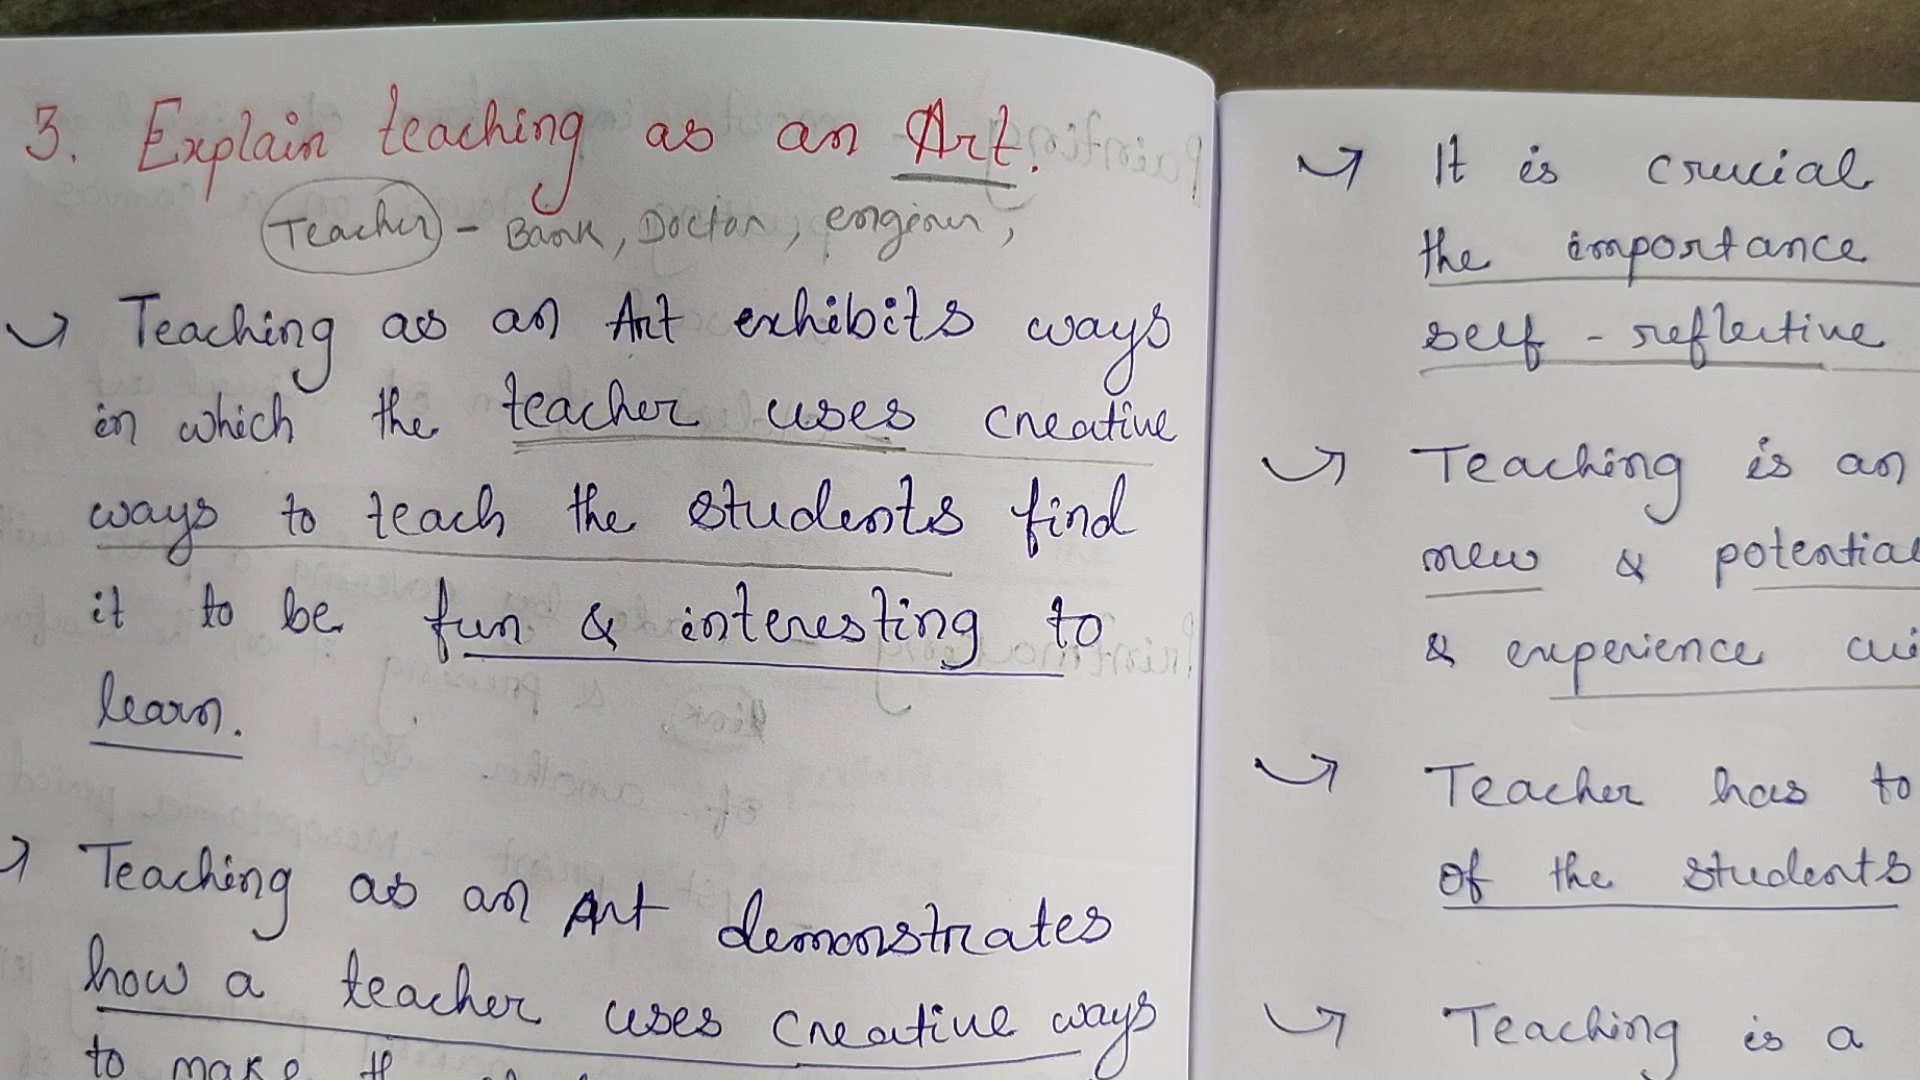 3. Explain teaching as an Art.
Teacher - Bank, Doctor, engineer,
Teaching as an Art exhibits ways
in which the teacher uses creative
ways to teach the students find
it to be fun & interesting to
learn.
Teaching as an Art demonstrates
how a teacher uses creative ways
to make
It is crucial
the importance
self - reflective
Teaching is an
new & potential
& experience
Teacher has to
of the students
Teaching is a